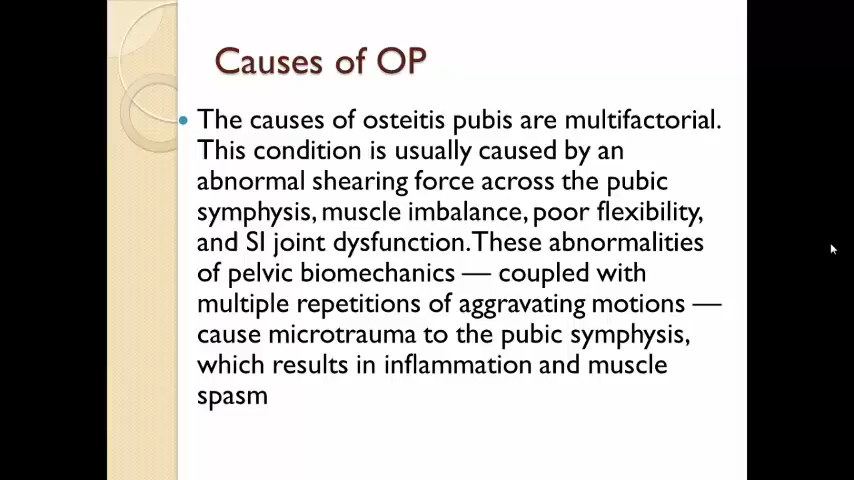 Causes of OP
The causes of osteitis pubis are multifactorial.
This condition is usually caused by an
abnormal shearing force across the pubic
symphysis, muscle imbalance, poor flexibility,
and SI joint dysfunction. These abnormalities
of pelvic biomechanics — coupled with
multiple repetitions of aggravating motions —
cause microtrauma to the pubic symphysis,
which results in inflammation and muscle
spasm